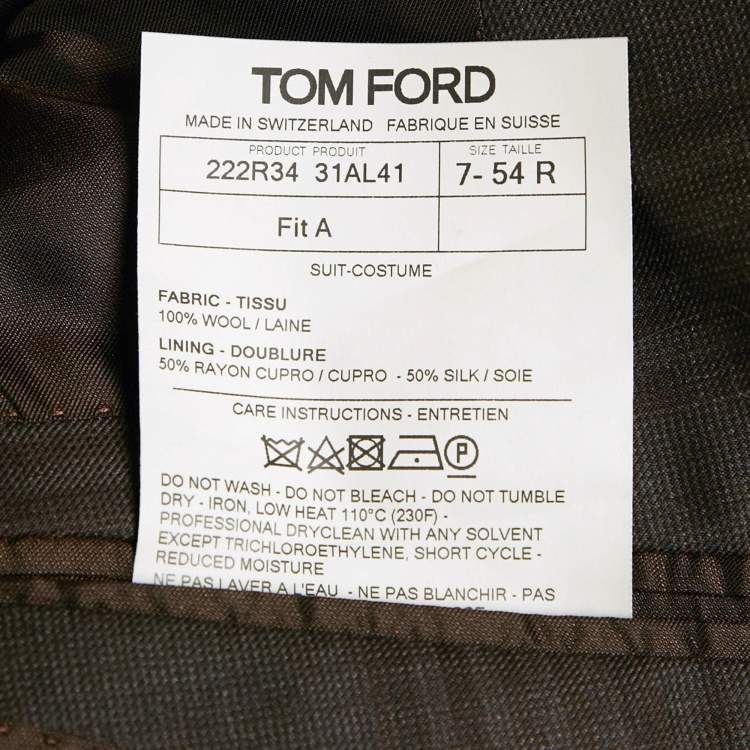 TOM FORD
MADE IN SWITZERLAND FABRIQUE EN SUISSE
PRODUCT PRODUIT SIZE TAILLE
222R34 31AL41 7- 54 R
Fit A
SUIT-COSTUME
FABRIC - TISSU
100% WOOL / LAINE
LINING - DOUBLURE
50% RAYON CUPRO / CUPRO - 50% SILK / SOIE
CARE INSTRUCTIONS - ENTRETIEN
P
DO NOT WASH - DO NOT BLEACH - DO NOT TUMBLE
DRY - IRON, LOW HEAT 110°C (230F) -
PROFESSIONAL DRYCLEAN WITH ANY SOLVENT
EXCEPT TRICHLOROETHYLENE, SHORT CYCLE -
REDUCED MOISTURE
NE PAS LAVER A L'EAU - NE PAS BLANCHIR - PAS